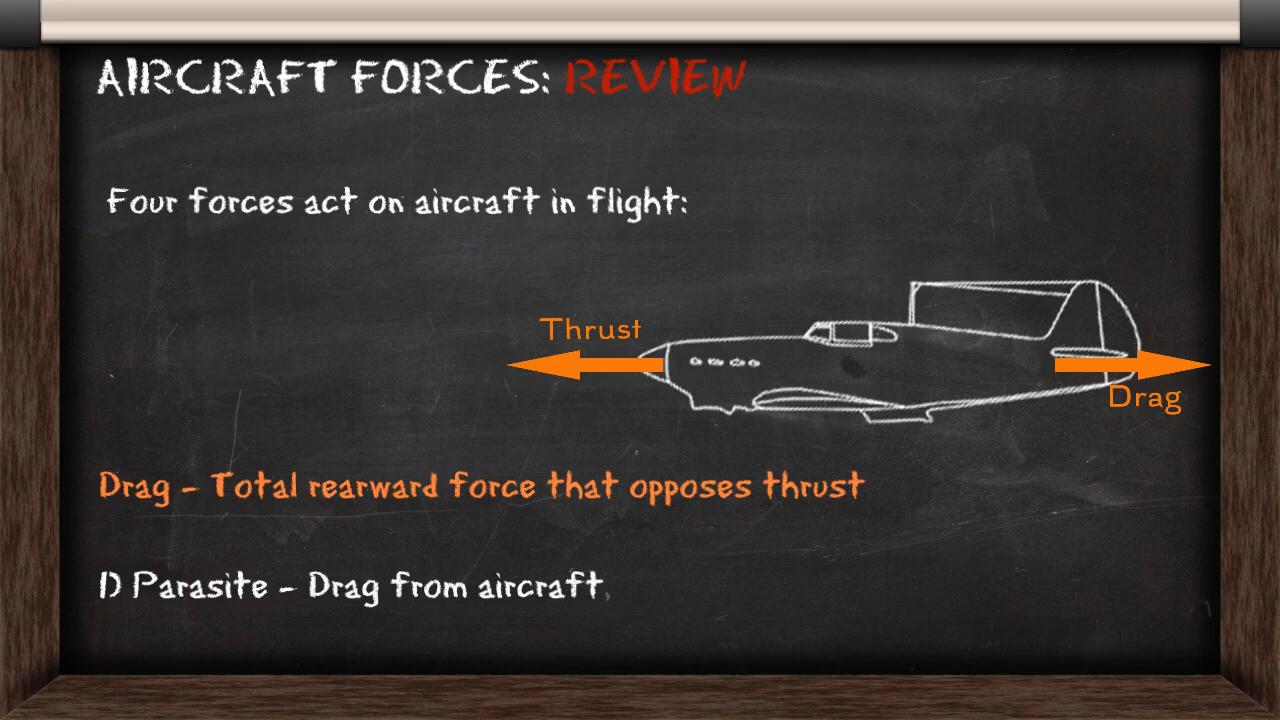 AIRCRAFT FORCES: REVIEW
Four forces act on aircraft in flight:
Thrust
Drag
Drag - Total rearward force that opposes thrust
1) Parasite - Drag from aircraft,